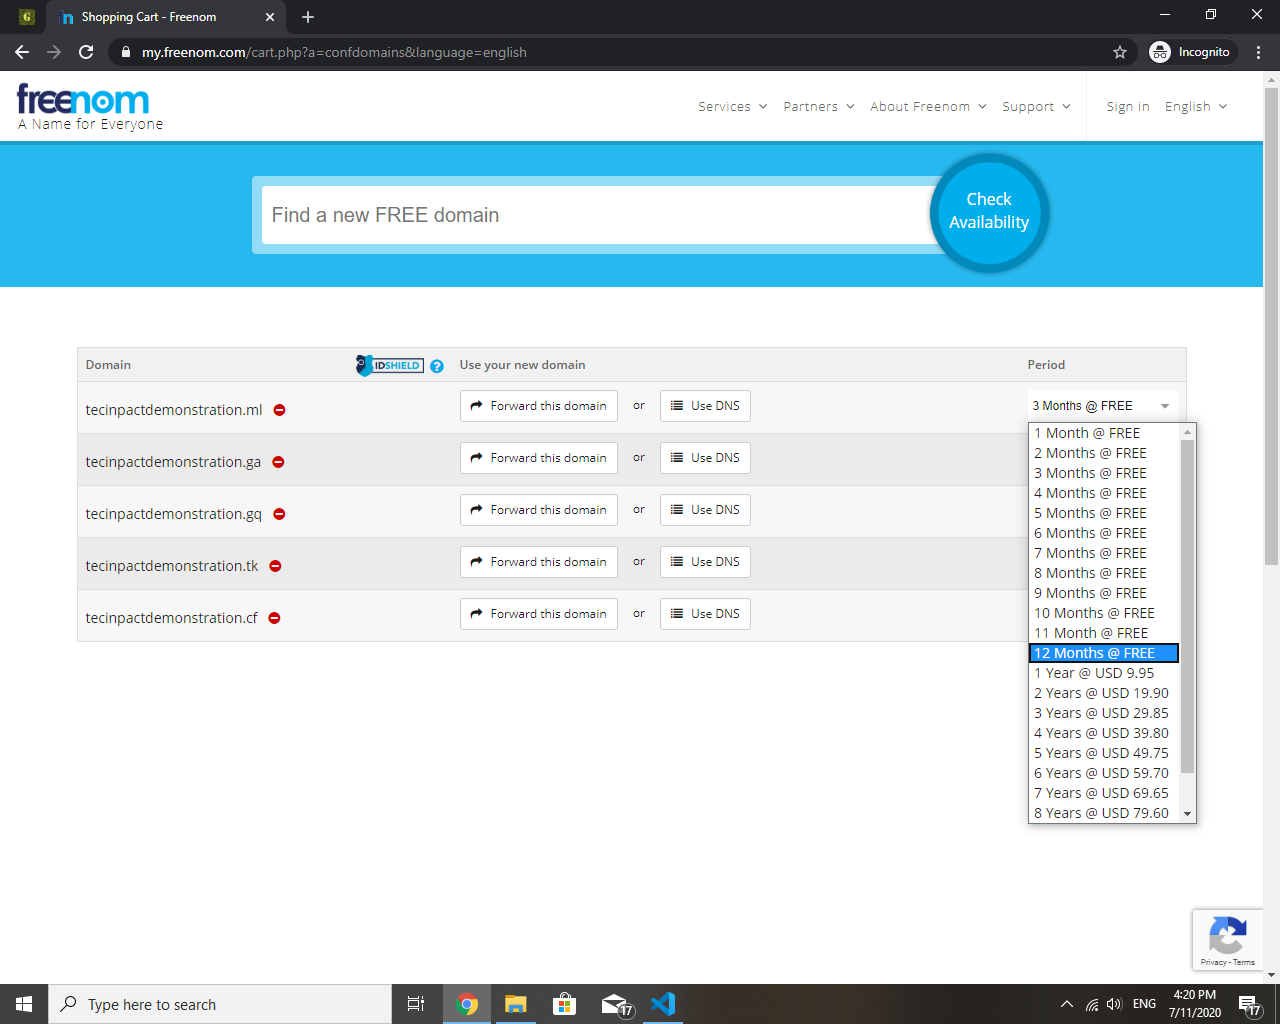 G
Shopping Cart - Freenom
my.freenom.com/cart.php?a=confdomains&language=english
Incognito
freenom
A Name for Everyone
Services Partners About Freenom Support Sign in English
Find a new FREE domain
Check
Availability
Domain IDSHIELD ? Use your new domain Period
tecinpactdemonstration.ml Forward this domain or Use DNS 3 Months @ FREE
tecinpactdemonstration.ga Forward this domain or Use DNS
tecinpactdemonstration.gq Forward this domain or Use DNS
tecinpactdemonstration.tk Forward this domain or Use DNS
tecinpactdemonstration.cf Forward this domain or Use DNS
1 Month @ FREE
2 Months @ FREE
3 Months @ FREE
4 Months @ FREE
5 Months @ FREE
6 Months @ FREE
7 Months @ FREE
8 Months @ FREE
9 Months @ FREE
10 Months @ FREE
11 Month @ FREE
12 Months @ FREE
1 Year @ USD 9.95
2 Years @ USD 19.90
3 Years @ USD 29.85
4 Years @ USD 39.80
5 Years @ USD 49.75
6 Years @ USD 59.70
7 Years @ USD 69.65
8 Years @ USD 79.60
Privacy - Terms
Type here to search
17
ENG
4:20 PM
7/11/2020
17